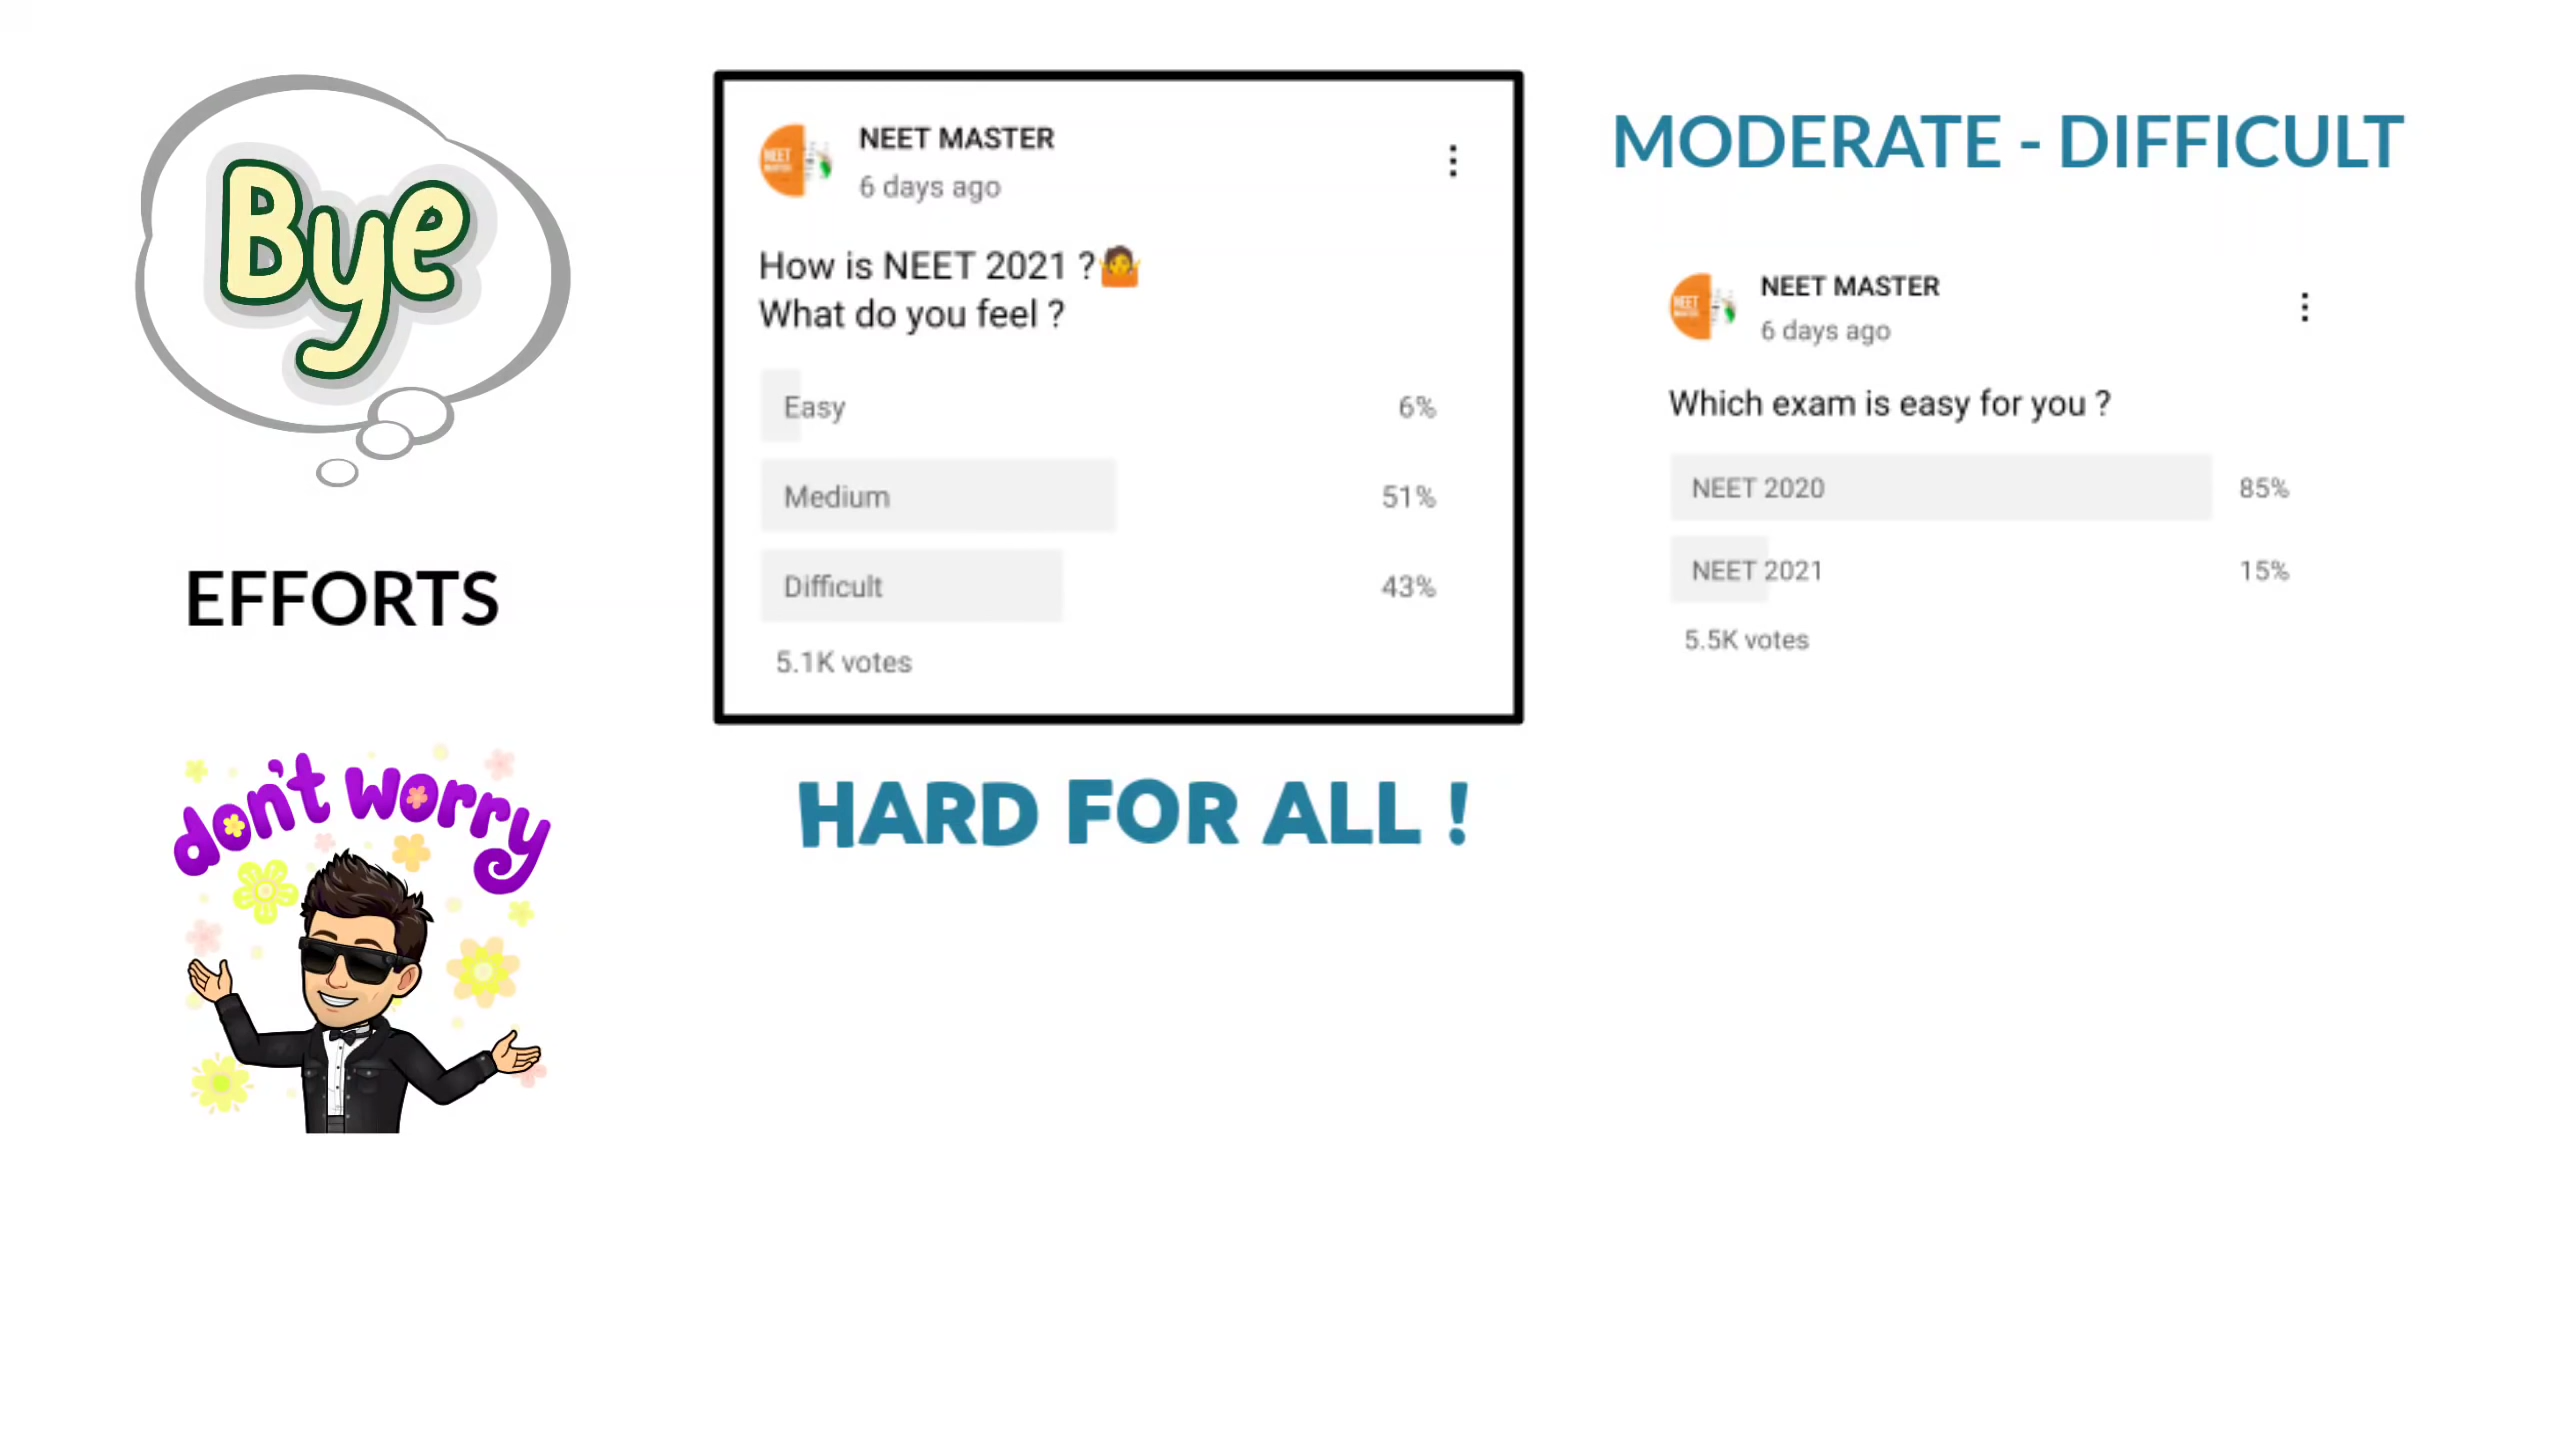 Bye
EFFORTS
don't worry
NEET MASTER
6 days ago
How is NEET 2021 ?🤷
What do you feel ?
Easy 6%
Medium 51%
Difficult 43%
5.1K votes
HARD FOR ALL !
MODERATE - DIFFICULT
NEET MASTER
6 days ago
Which exam is easy for you ?
NEET 2020 85%
NEET 2021 15%
5.5K votes